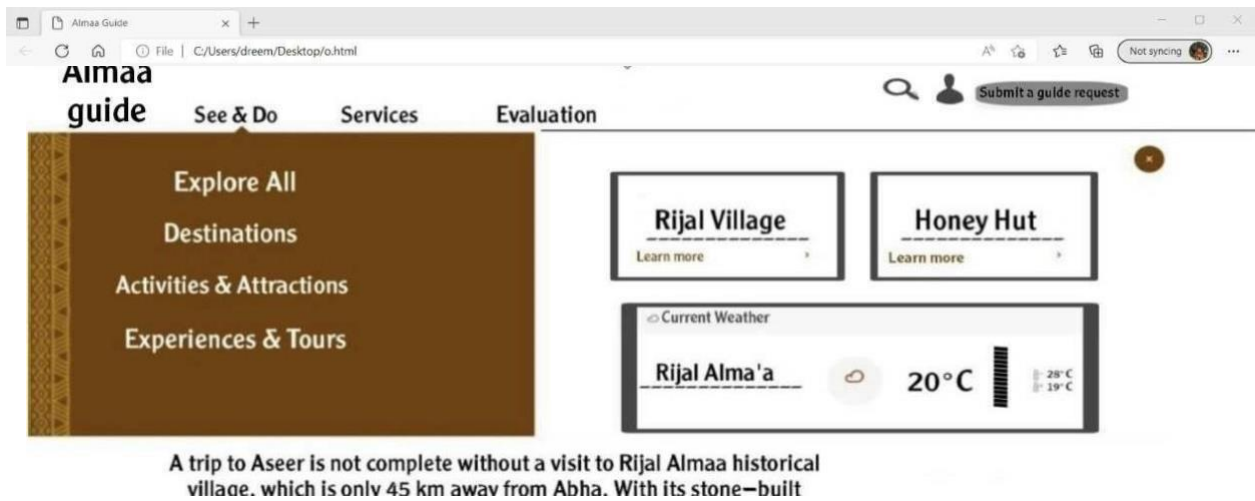 Almaa Guide
File | C:/Users/dreem/Desktop/o.html
Not syncing
Almaa
guide
See & Do
Services
Evaluation
Submit a guide request
Explore All
Destinations
Activities & Attractions
Experiences & Tours
Rijal Village
Learn more
Honey Hut
Learn more
Current Weather
Rijal Alma'a
20°C
28°C
19°C
A trip to Aseer is not complete without a visit to Rijal Almaa historical
village, which is only 45 km away from Abha. With its stone–built